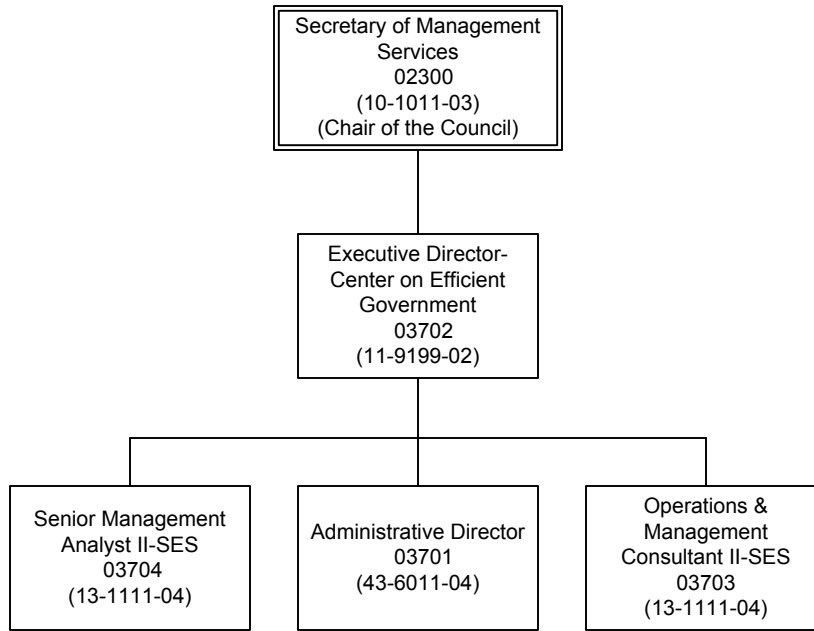 Secretary of Management
Services
02300
(10-1011-03)
(Chair of the Council)
Executive Director-
Center on Efficient
Government
03702
(11-9199-02)
Senior Management
Analyst II-SES
03704
(13-1111-04)
Administrative Director
03701
(43-6011-04)
Operations &
Management
Consultant II-SES
03703
(13-1111-04)